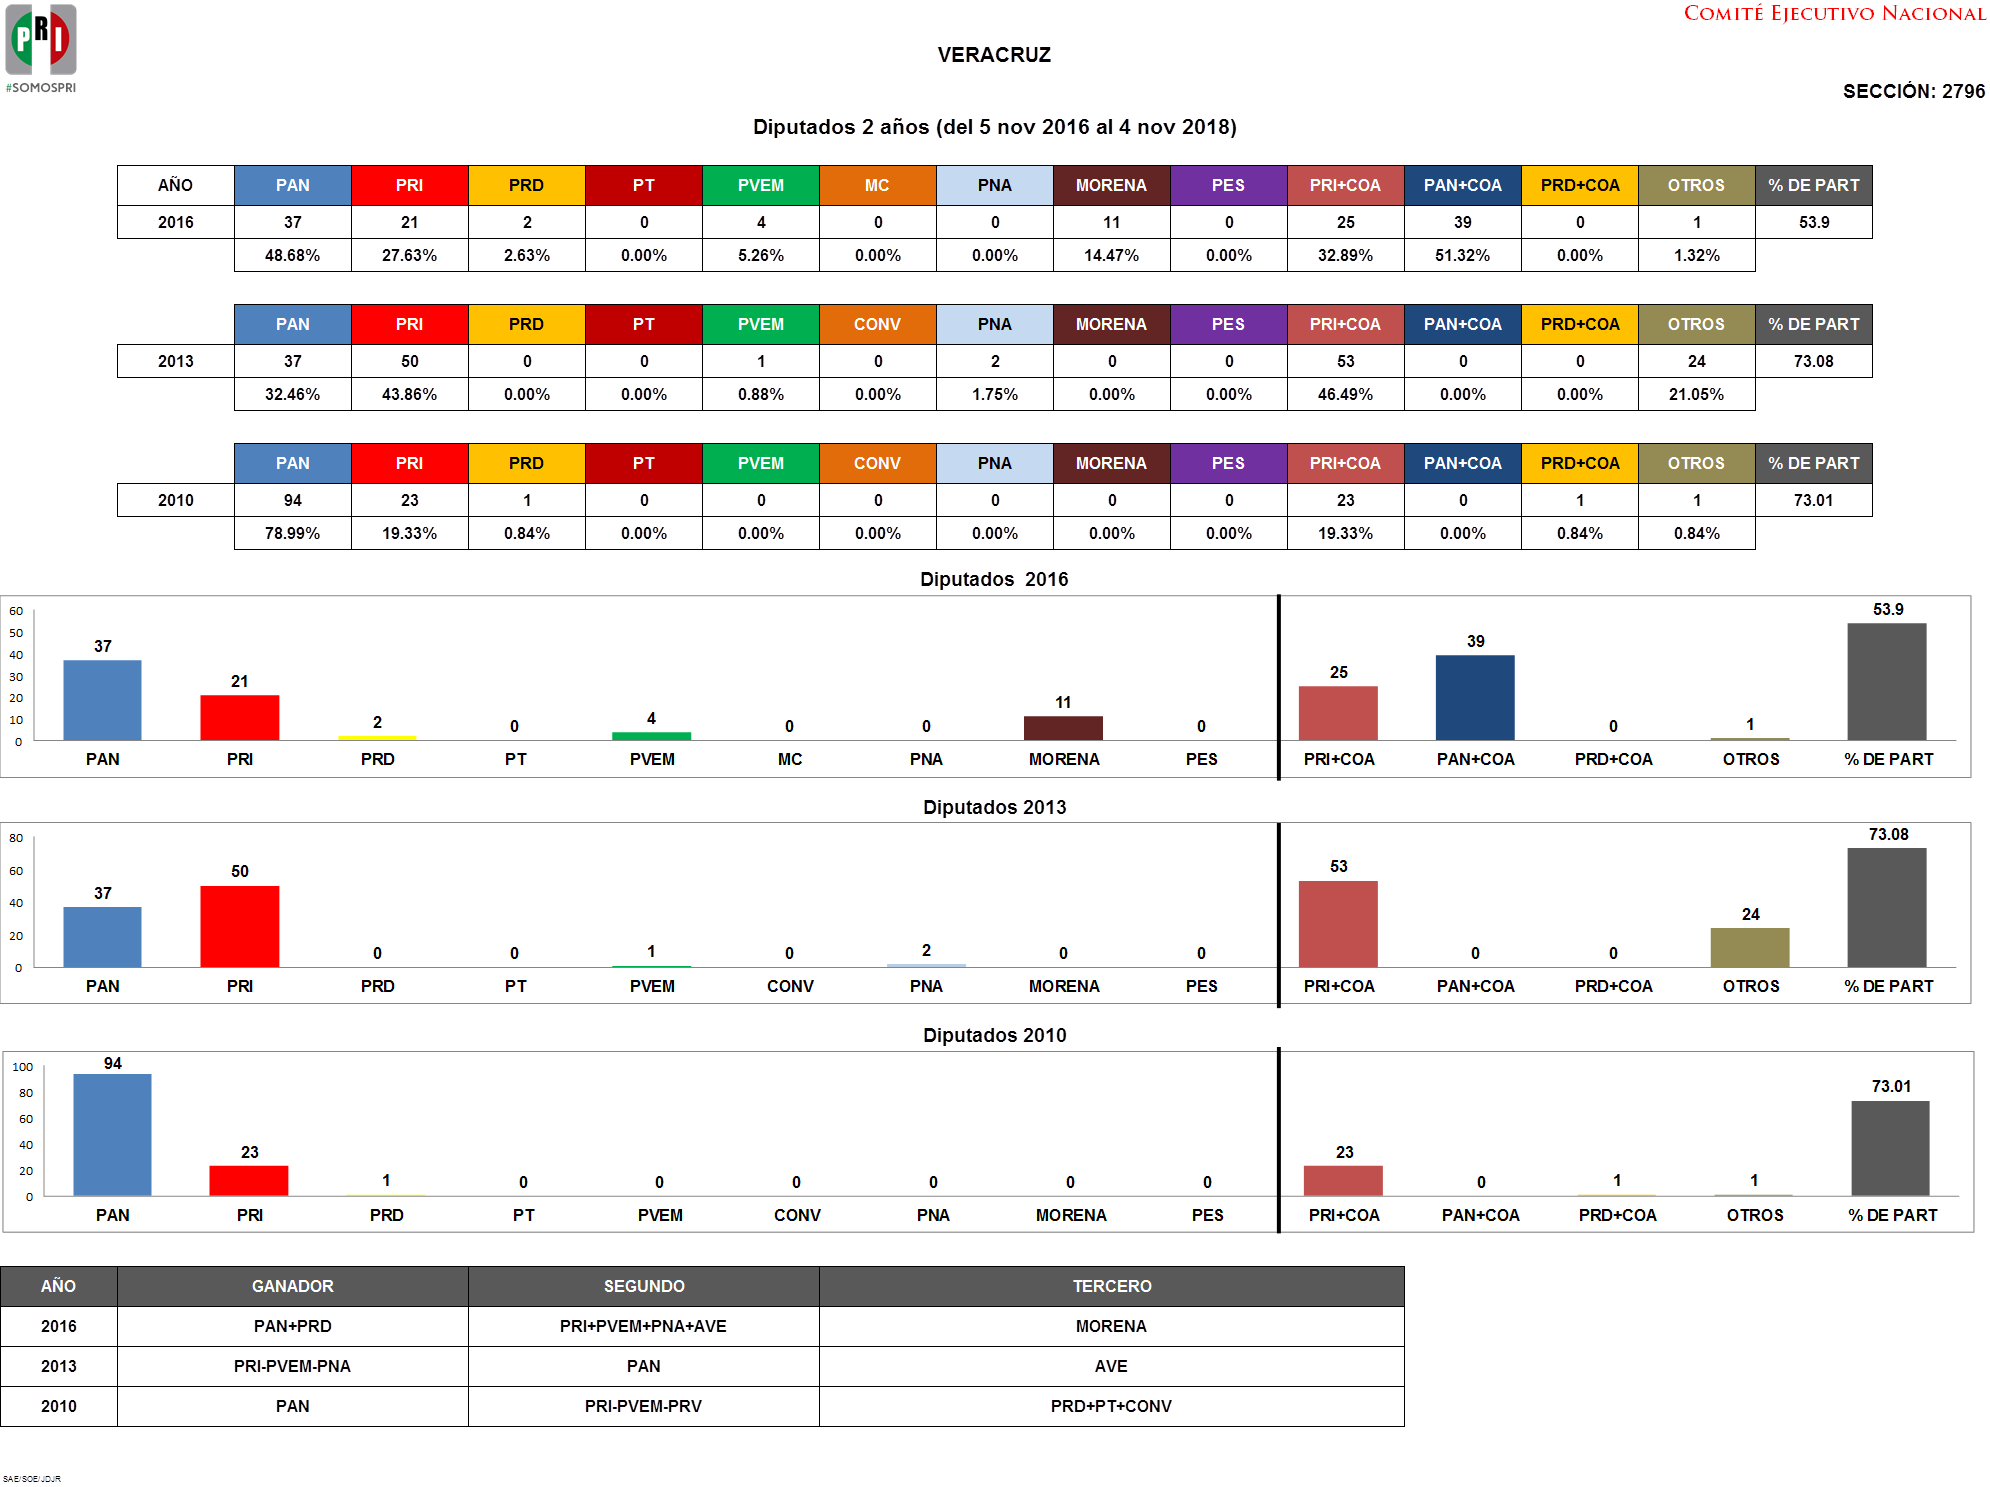 PRI
#SOMOSPRI
COMITÉ EJECUTIVO NACIONAL
VERACRUZ
SECCIÓN: 2796
Diputados 2 años (del 5 nov 2016 al 4 nov 2018)
AÑO PAN PRI PRD PT PVEM MC PNA MORENA PES PRI+COA PAN+COA PRD+COA OTROS % DE PART
2016 37 21 2 0 4 0 0 11 0 25 39 0 1 53.9
48.68% 27.63% 2.63% 0.00% 5.26% 0.00% 0.00% 14.47% 0.00% 32.89% 51.32% 0.00% 1.32%
PAN PRI PRD PT PVEM CONV PNA MORENA PES PRI+COA PAN+COA PRD+COA OTROS % DE PART
2013 37 50 0 0 1 0 2 0 0 53 0 0 24 73.08
32.46% 43.86% 0.00% 0.00% 0.88% 0.00% 1.75% 0.00% 0.00% 46.49% 0.00% 0.00% 21.05%
PAN PRI PRD PT PVEM CONV PNA MORENA PES PRI+COA PAN+COA PRD+COA OTROS % DE PART
2010 94 23 1 0 0 0 0 0 0 23 0 1 1 73.01
78.99% 19.33% 0.84% 0.00% 0.00% 0.00% 0.00% 0.00% 0.00% 19.33% 0.00% 0.84% 0.84%
Diputados 2016
60
50
40
30
20
10
0
37 21 2 0 4 0 0 11 0 25 39 0 1 53.9
PAN PRI PRD PT PVEM MC PNA MORENA PES PRI+COA PAN+COA PRD+COA OTROS % DE PART
Diputados 2013
80
60
40
20
0
37 50 0 0 1 0 2 0 0 53 0 0 24 73.08
PAN PRI PRD PT PVEM CONV PNA MORENA PES PRI+COA PAN+COA PRD+COA OTROS % DE PART
Diputados 2010
100
80
60
40
20
0
94 23 1 0 0 0 0 0 0 23 0 1 1 73.01
PAN PRI PRD PT PVEM CONV PNA MORENA PES PRI+COA PAN+COA PRD+COA OTROS % DE PART
AÑO GANADOR SEGUNDO TERCERO
2016 PAN+PRD PRI+PVEM+PNA+AVE MORENA
2013 PRI-PVEM-PNA PAN AVE
2010 PAN PRI-PVEM-PRV PRD+PT+CONV
SAE/SOE/JDJR